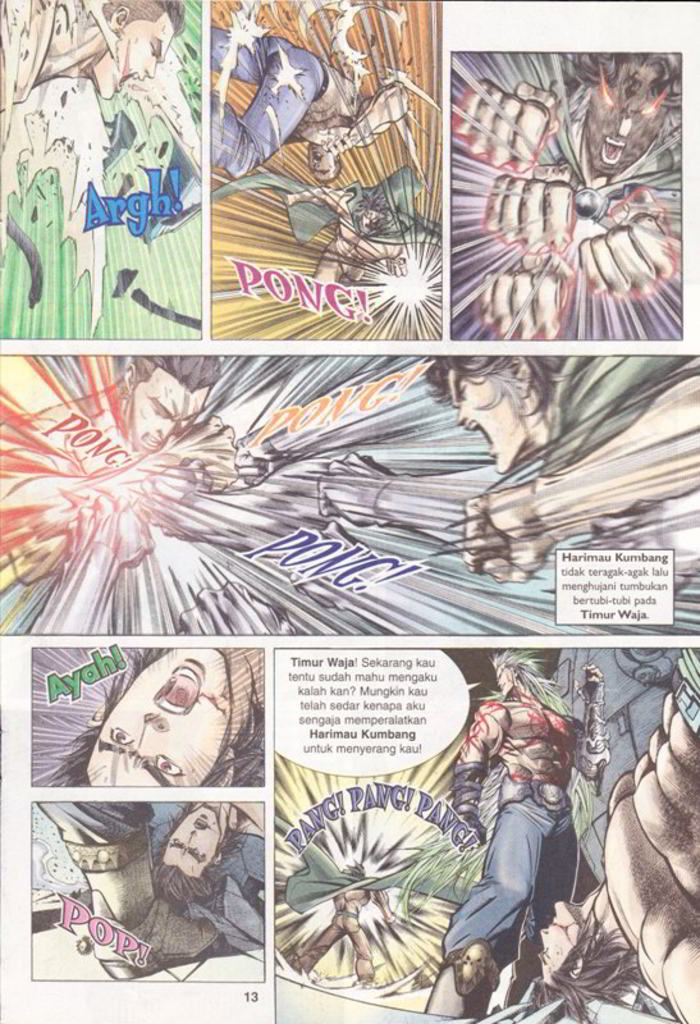 Argh!
PONG!
PONG!
PONG!
PONG!
Harimau Kumbang
tidak teragak-agak lalu
menghujani tumbukan
bertubi-tubi pada
Timur Waja.
Ayah!
Timur Waja! Sekarang kau
tentu sudah mahu mengaku
kalah kan? Mungkin kau
telah sedar kenapa aku
sengaja memperalatkan
Harimau Kumbang
untuk menyerang kau!
PANG! PANG! PANG!
POP!
13